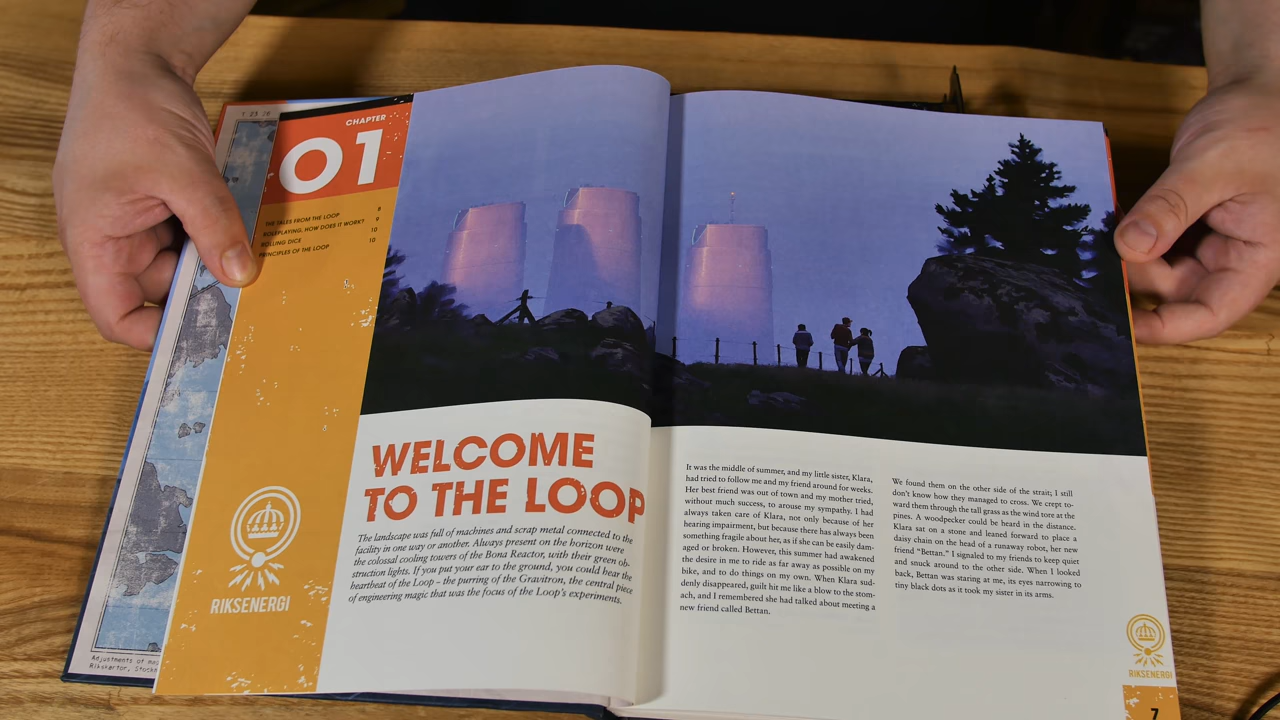 1 23 26
CHAPTER
01
THE TALES FROM THE LOOP 8
ROLEPLAYING, HOW DOES IT WORK? 9
ROLLING DICE 10
PRINCIPLES OF THE LOOP 10
RIKSENERGI
Adjustments of
Rikskartor, Stockh
WELCOME
TO THE LOOP
The landscape was full of machines and scrap metal connected to the
facility in one way or another. Always present on the horizon were
the colossal cooling towers of the Bona Reactor, with their green ob-
struction lights. If you put your ear to the ground, you could hear the
heartbeat of the Loop – the purring of the Gravitron, the central piece
of engineering magic that was the focus of the Loop's experiments.
It was the middle of summer, and my little sister, Klara,
had tried to follow me and my friend around for weeks.
Her best friend was out of town and my mother tried,
without much success, to arouse my sympathy. I had
always taken care of Klara, not only because of her
hearing impairment, but because there has always been
something fragile about her, as if she can be easily dam-
aged or broken. However, this summer had awakened
the desire in me to ride as far away as possible on my
bike, and to do things on my own. When Klara sud-
denly disappeared, guilt hit me like a blow to the stom-
ach, and I remembered she had talked about meeting a
new friend called Bettan.
We found them on the other side of the strait; I still
don't know how they managed to cross. We crept to-
ward them through the tall grass as the wind tore at the
pines. A woodpecker could be heard in the distance.
Klara sat on a stone and leaned forward to place a
daisy chain on the head of a runaway robot, her new
friend "Bettan." I signaled to my friends to keep quiet
and snuck around to the other side. When I looked
back, Bettan was staring at me, its eyes narrowing to
tiny black dots as it took my sister in its arms.
RIKSENERGI
7